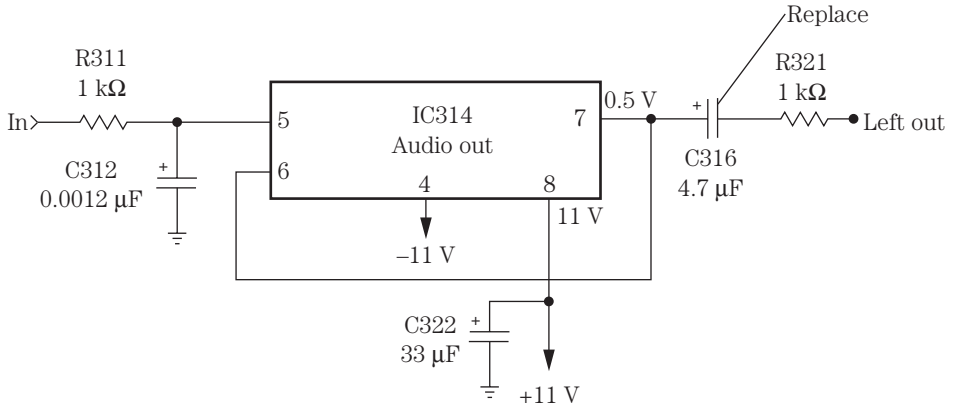 Replace
R311
1 kΩ
R321
1 kΩ
In
5
IC314
Audio out
7
0.5 V
+
Left out
C312
0.0012 μF
+
6
4
8
C316
4.7 μF
11 V
–11 V
C322
33 μF
+
+11 V